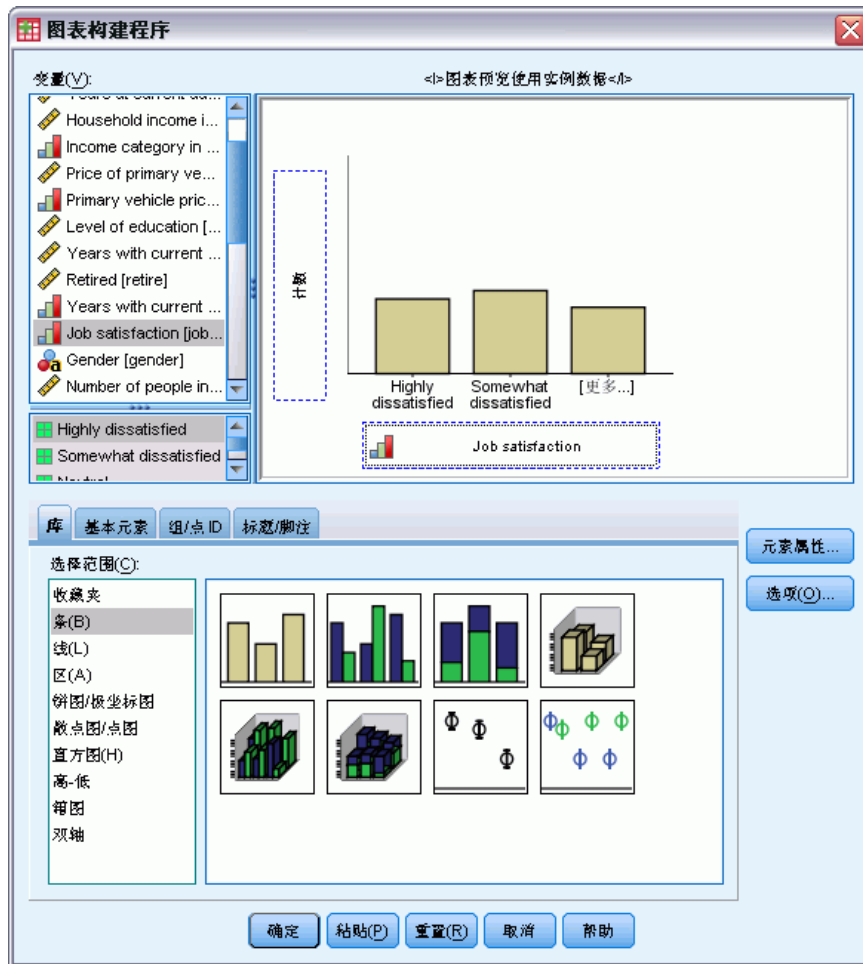 图表构建程序
变量(V):
<I>图表预览使用实例数据</I>
Household income i...
Income category in ...
Price of primary ve...
Primary vehicle pric...
Level of education [...
Years with current ...
Retired [retire]
Years with current ...
Job satisfaction [job...
Gender [gender]
Number of people in...
Highly dissatisfied
Somewhat dissatisfied
计数
Highly dissatisfied
Somewhat dissatisfied
[更多...]
Job satisfaction
库
基本元素
组/点 ID
标题/脚注
选择范围(C):
收藏夹
条(B)
线(L)
区(A)
饼图/极坐标图
散点图/点图
直方图(H)
高-低
箱图
双轴
元素属性...
选项(O)...
确定
粘贴(P)
重置(R)
取消
帮助